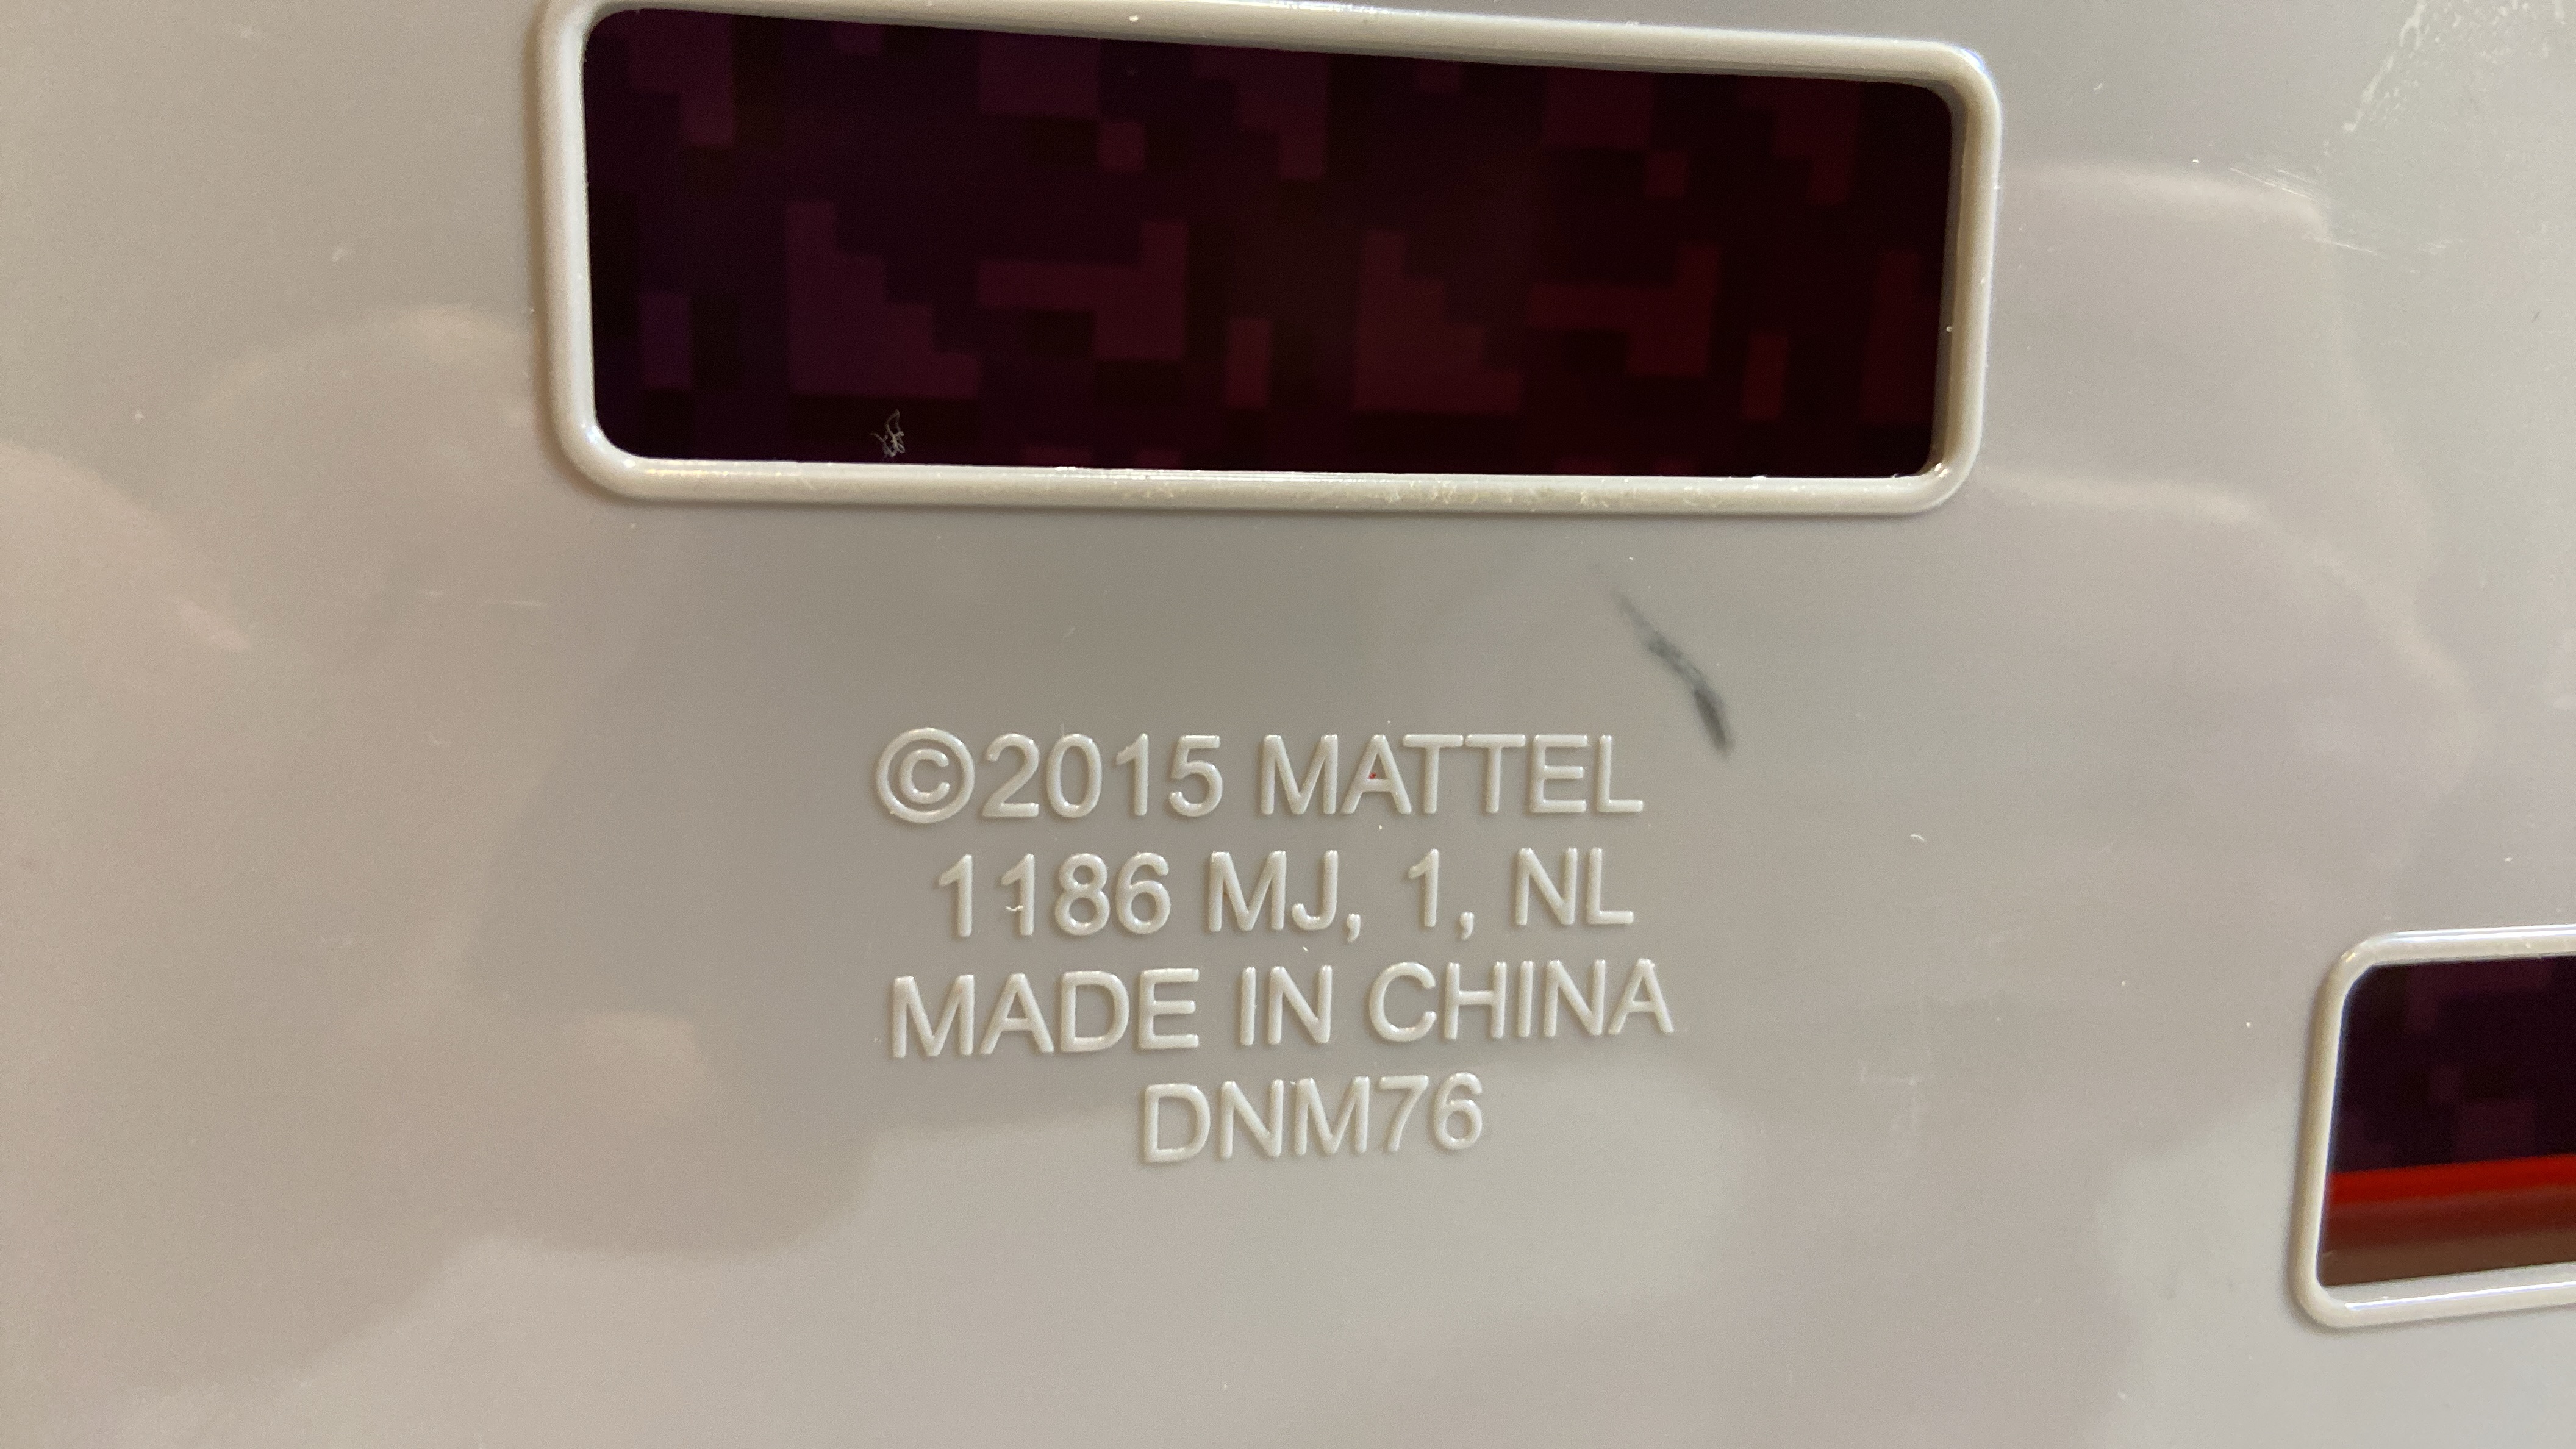 ©2015 MATTEL
1186 MJ, 1, NL
MADE IN CHINA
DNM76